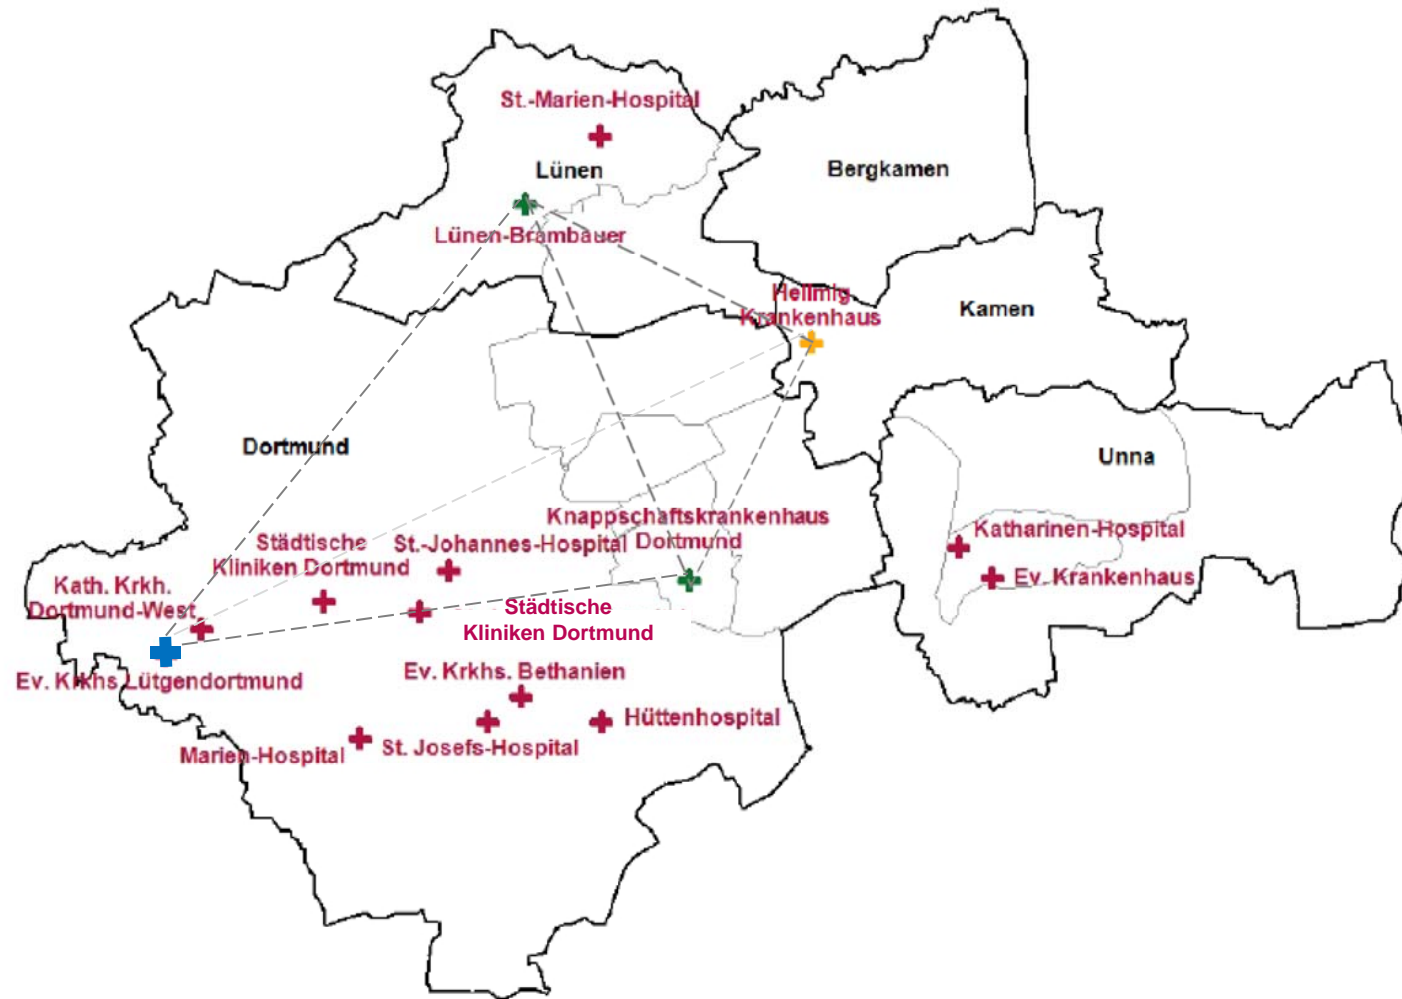 St.-Marien-Hospital
Lünen
Bergkamen
Lünen-Brambauer
Hellmig
Krankenhaus
Kamen
Dortmund
Unna
Knappschaftskrankenhaus
Dortmund
Katharinen-Hospital
Ev. Krankenhaus
Städtische
Kliniken Dortmund
St.-Johannes-Hospital
Kath. Krkh.
Dortmund-West
Städtische
Kliniken Dortmund
Ev. Krkhs Lütgendortmund
Ev. Krkhs. Bethanien
Hüttenhospital
Marien-Hospital
St. Josefs-Hospital